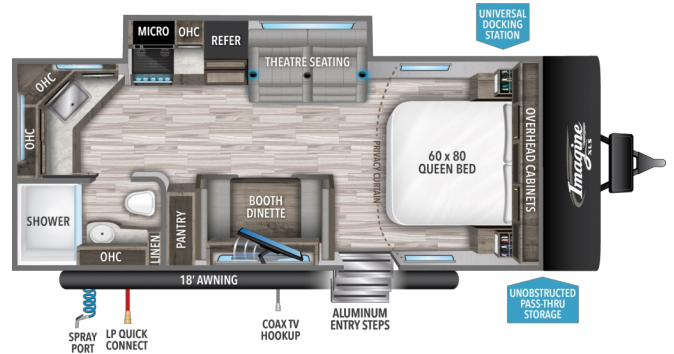 UNIVERSAL
DOCKING
STATION
MICRO
OHC
REFER
THEATRE SEATING
OHC
OHC
PRIVACY CURTAIN
60 x 80
QUEEN BED
OVERHEAD CABINETS
Imagine
XLS
SHOWER
OHC
LINEN
PANTRY
BOOTH
DINETTE
18' AWNING
SPRAY
PORT
LP QUICK
CONNECT
COAX TV
HOOKUP
ALUMINUM
ENTRY STEPS
UNOBSTRUCTED
PASS-THRU
STORAGE